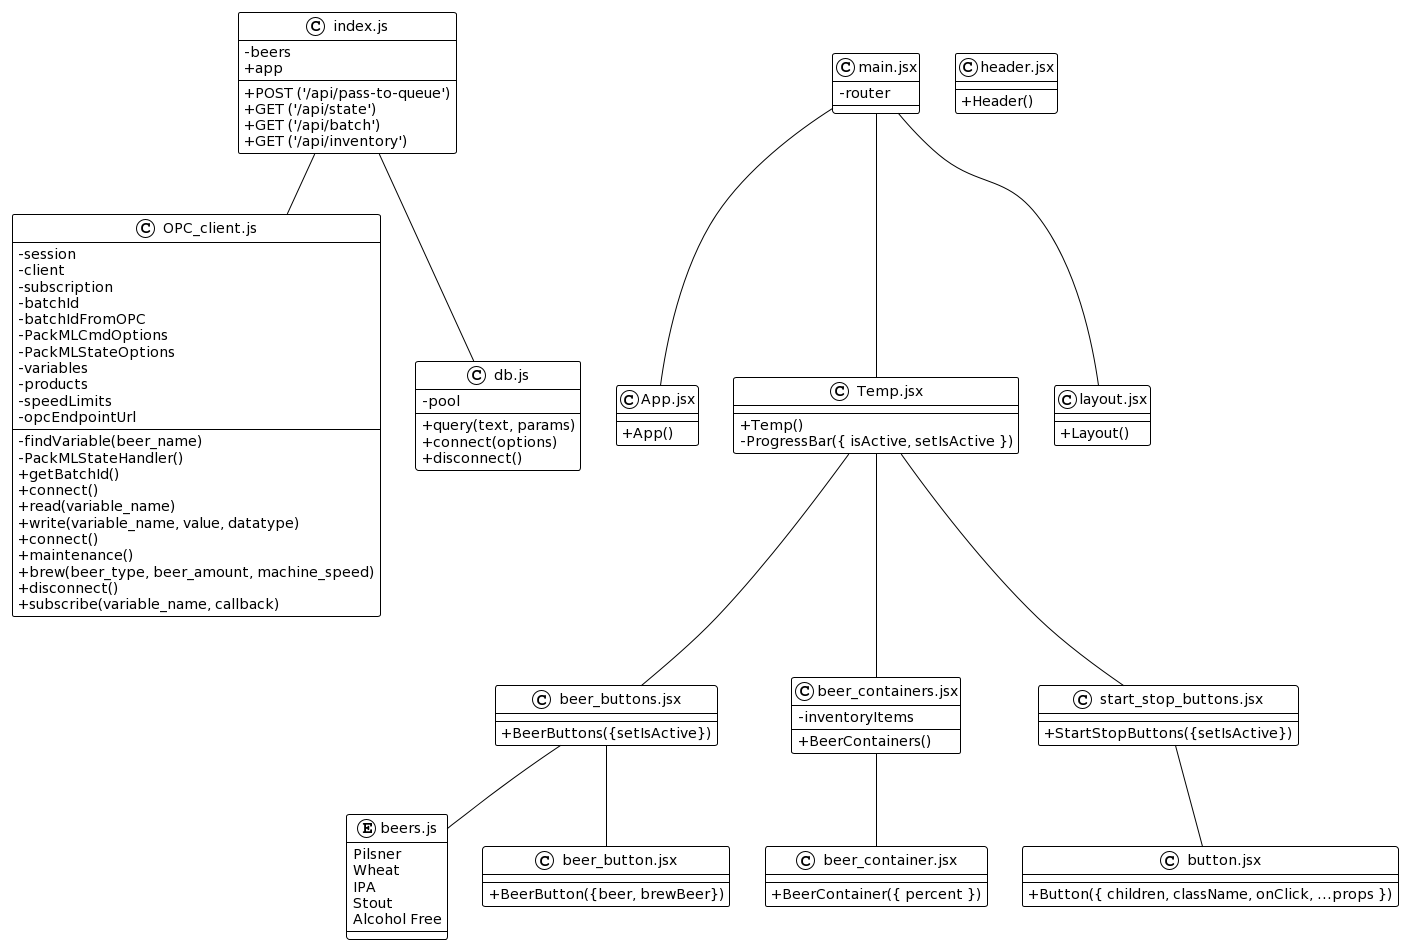 C index.js
-beers
+app
+POST ('/api/pass-to-queue')
+GET ('/api/state')
+GET ('/api/batch')
+GET ('/api/inventory')
C main.jsx
-router
C header.jsx
+Header()
C OPC_client.js
-session
-client
-subscription
-batchId
-batchIdFromOPC
-PackMLCmdOptions
-PackMLStateOptions
-variables
-products
-speedLimits
-opcEndpointUrl
-findVariable(beer_name)
-PackMLStateHandler()
+getBatchId()
+connect()
+read(variable_name)
+write(variable_name, value, datatype)
+connect()
+maintenance()
+brew(beer_type, beer_amount, machine_speed)
+disconnect()
+subscribe(variable_name, callback)
C db.js
-pool
+query(text, params)
+connect(options)
+disconnect()
C App.jsx
+App()
C Temp.jsx
+Temp()
-ProgressBar({ isActive, setIsActive })
C layout.jsx
+Layout()
C beer_buttons.jsx
+BeerButtons({setIsActive})
C beer_containers.jsx
-inventoryItems
+BeerContainers()
C start_stop_buttons.jsx
+StartStopButtons({setIsActive})
E beers.js
Pilsner
Wheat
IPA
Stout
Alcohol Free
C beer_button.jsx
+BeerButton({beer, brewBeer})
C beer_container.jsx
+BeerContainer({ percent })
C button.jsx
+Button({ children, className, onClick, ...props })